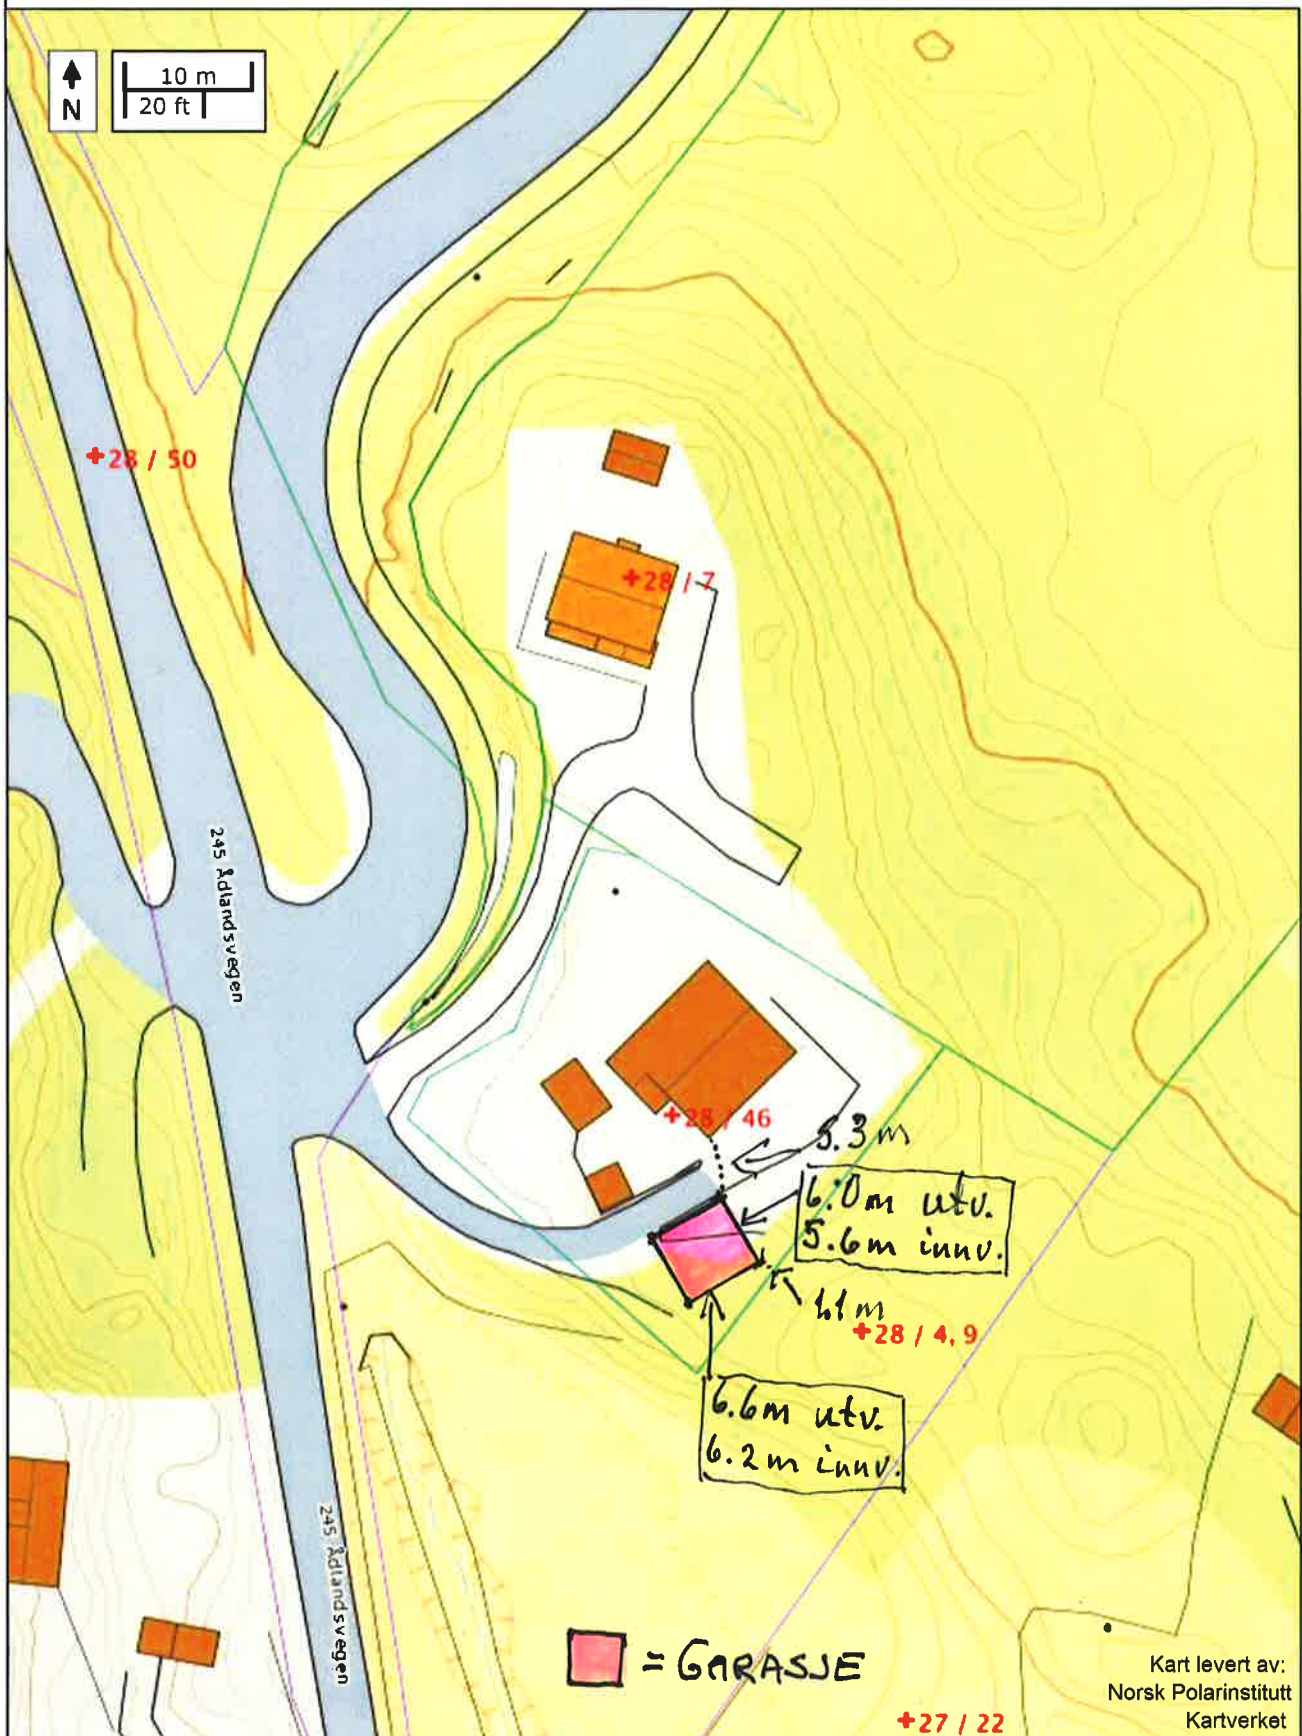 10 m
20 ft
N
+28 / 50
+28 / 7
245 Ådlandsvegen
+28 / 46
5.3 m
6.0m utv.
5.6m innv.
1.1 m
+28 / 4, 9
6.6m utv.
6.2m innv.
245 Ådlandsvegen
= GARASJE
Kart levert av:
Norsk Polarinstitutt
Kartverket
+27 / 22